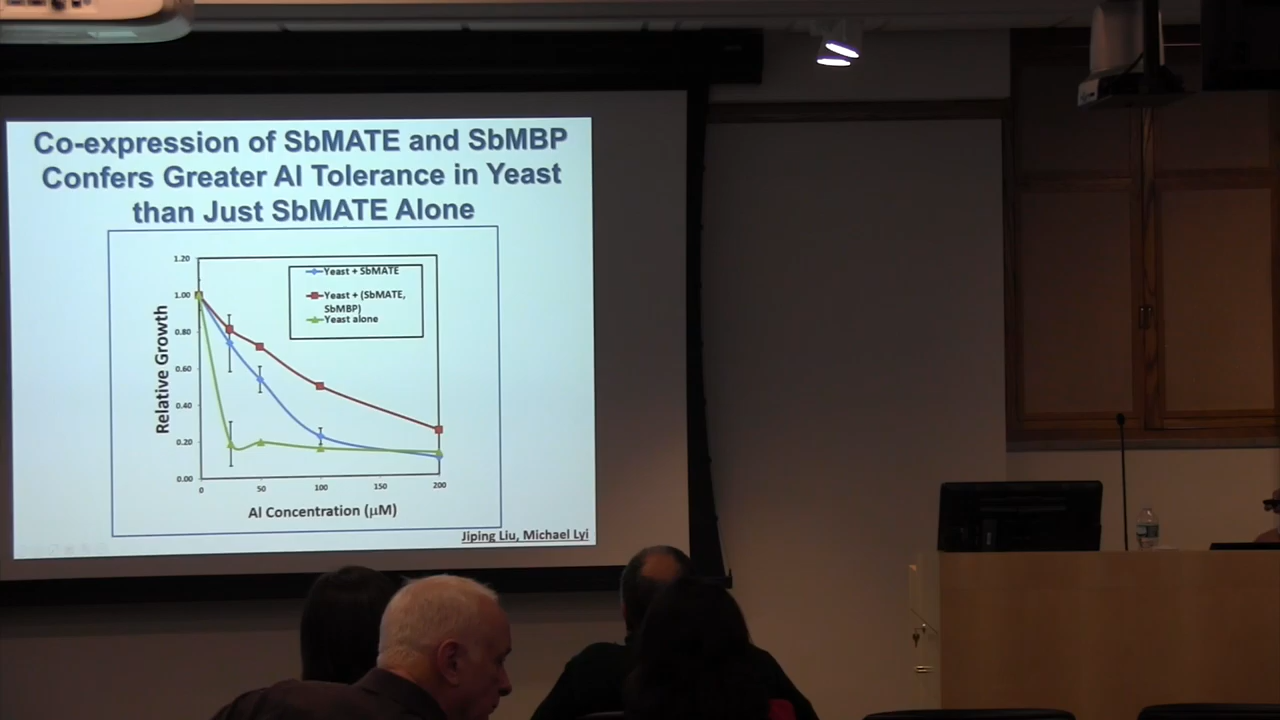 Co-expression of SbMATE and SbMBP
Confers Greater Al Tolerance in Yeast
than Just SbMATE Alone
1.20
1.00
0.80
0.60
0.40
0.20
0.00
Relative Growth
Yeast + SbMATE
Yeast + (SbMATE,
SbMBP)
Yeast alone
0 50 100 150 200
Al Concentration (µM)
Jiping Liu, Michael Lyi